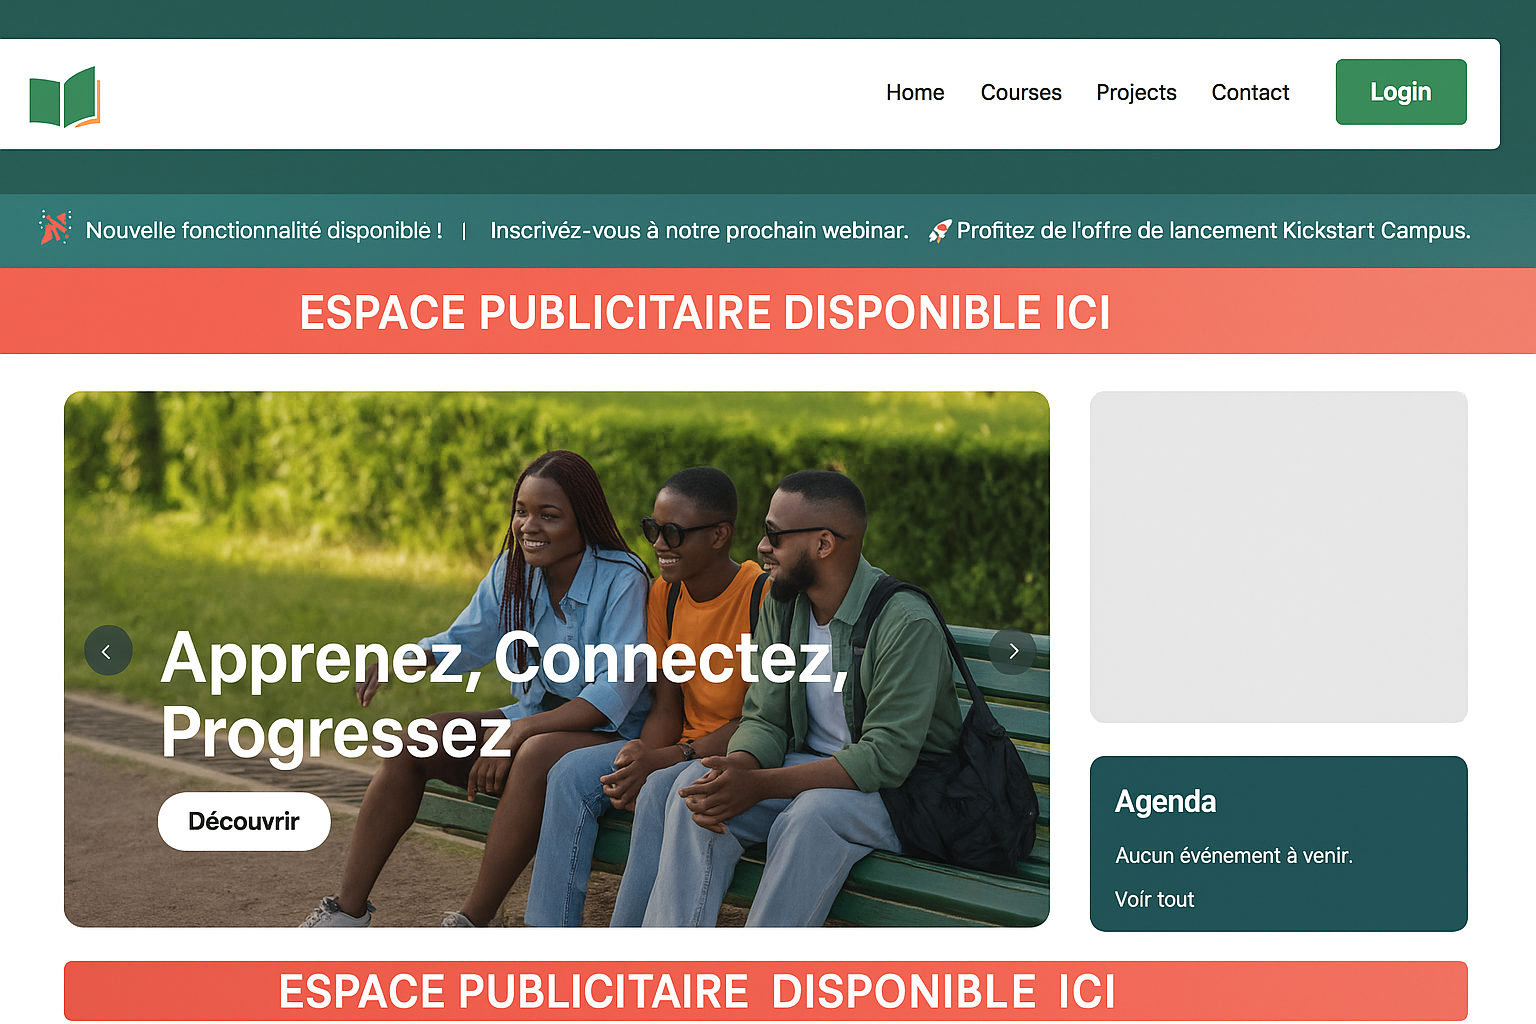 Home Courses Projects Contact Login
Nouvelle fonctionnalité disponible ! | Inscrivéz-vous à notre prochain webinar. Profitez de l'offre de lancement Kickstart Campus.
ESPACE PUBLICITAIRE DISPONIBLE ICI
Apprenez, Connectez,
Progressez
Découvrir
Agenda
Aucun événement à venir.
Voír tout
ESPACE PUBLICITAIRE DISPONIBLE ICI